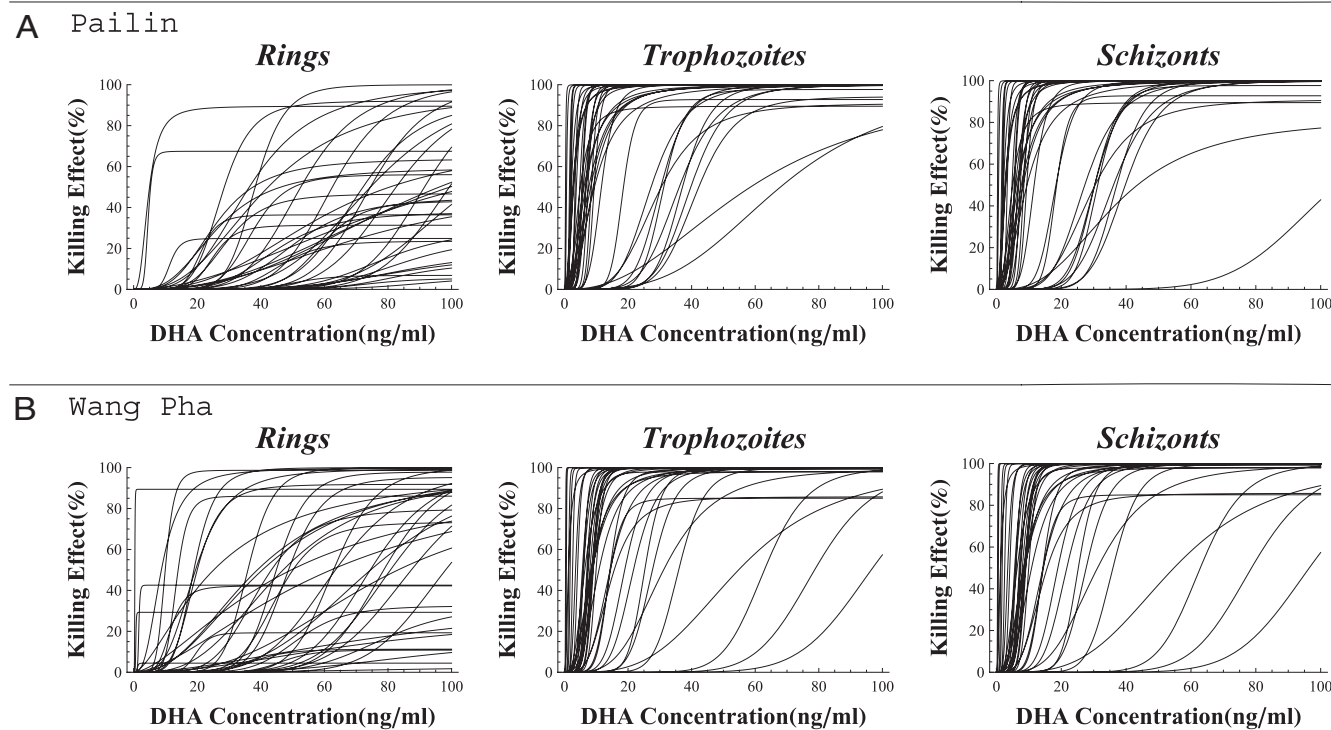 A Pailin
Rings Trophozoites Schizonts
Killing Effect(%) Killing Effect(%) Killing Effect(%)
100 100 100
80 80 80
60 60 60
40 40 40
20 20 20
0 0 0
0 20 40 60 80 100 0 20 40 60 80 100 0 20 40 60 80 100
DHA Concentration(ng/ml) DHA Concentration(ng/ml) DHA Concentration(ng/ml)
B Wang Pha
Rings Trophozoites Schizonts
Killing Effect(%) Killing Effect(%) Killing Effect(%)
100 100 100
80 80 80
60 60 60
40 40 40
20 20 20
0 0 0
0 20 40 60 80 100 0 20 40 60 80 100 0 20 40 60 80 100
DHA Concentration(ng/ml) DHA Concentration(ng/ml) DHA Concentration(ng/ml)